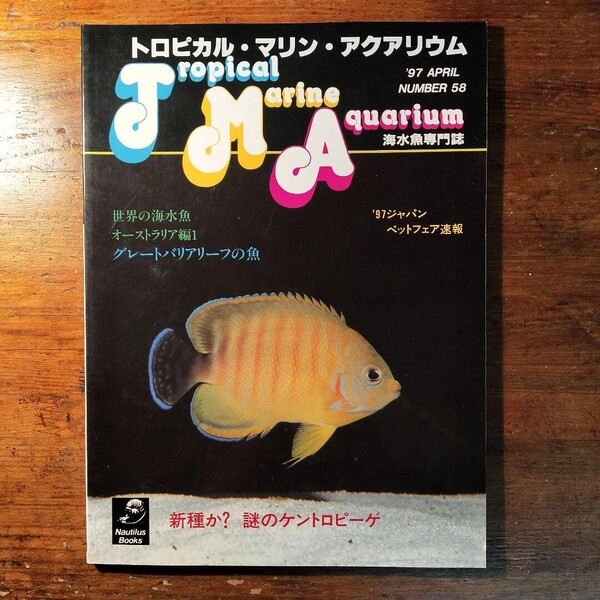 トロピカル・マリン・アクアリウム
Tropical
Marine
Aquarium
'97 APRIL
NUMBER 58
海水魚専門誌
世界の海水魚
オーストラリア編1
グレートバリアリーフの魚
'97ジャパン
ペットフェア速報
新種か? 謎のケントロピーゲ
Nautilus
Books